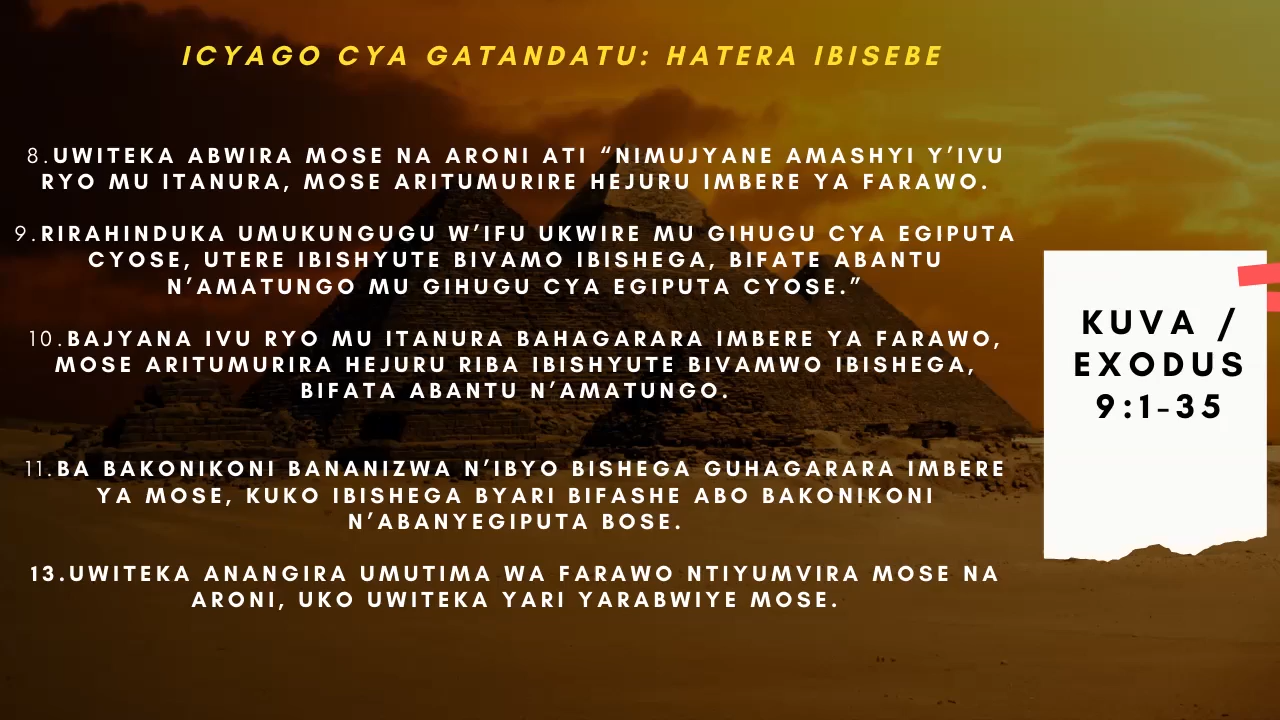 ICYAGO CYA GATANDATU: HATERA IBISEBE
8.UWITEKA ABWIRA MOSE NA ARONI ATI “NIMUJYANE AMASHYI Y’IVU
RYO MU ITANURA, MOSE ARITUMURIRE HEJURU IMBERE YA FARAWO.
9.RIRAHINDUKA UMUKUNGUGU W’IFU UKWIRE MU GIHUGU CYA EGIPUTA
CYOSE, UTERE IBISHYUTE BIVAMO IBISHEGA, BIFATE ABANTU
N’AMATUNGO MU GIHUGU CYA EGIPUTA CYOSE.”
10.BAJYANA IVU RYO MU ITANURA BAHAGARARA IMBERE YA FARAWO,
MOSE ARITUMURIRA HEJURU RIBA IBISHYUTE BIVAMWO IBISHEGA,
BIFATA ABANTU N’AMATUNGO.
11.BA BAKONIKONI BANANIZWA N’IBYO BISHEGA GUHAGARARA IMBERE
YA MOSE, KUKO IBISHEGA BYARI BIFASHE ABO BAKONIKONI
N’ABANYEGIPUTA BOSE.
13.UWITEKA ANANGIRA UMUTIMA WA FARAWO NTIYUMVIRA MOSE NA
ARONI, UKO UWITEKA YARI YARABWIYE MOSE.
KUVA /
EXODUS
9:1-35